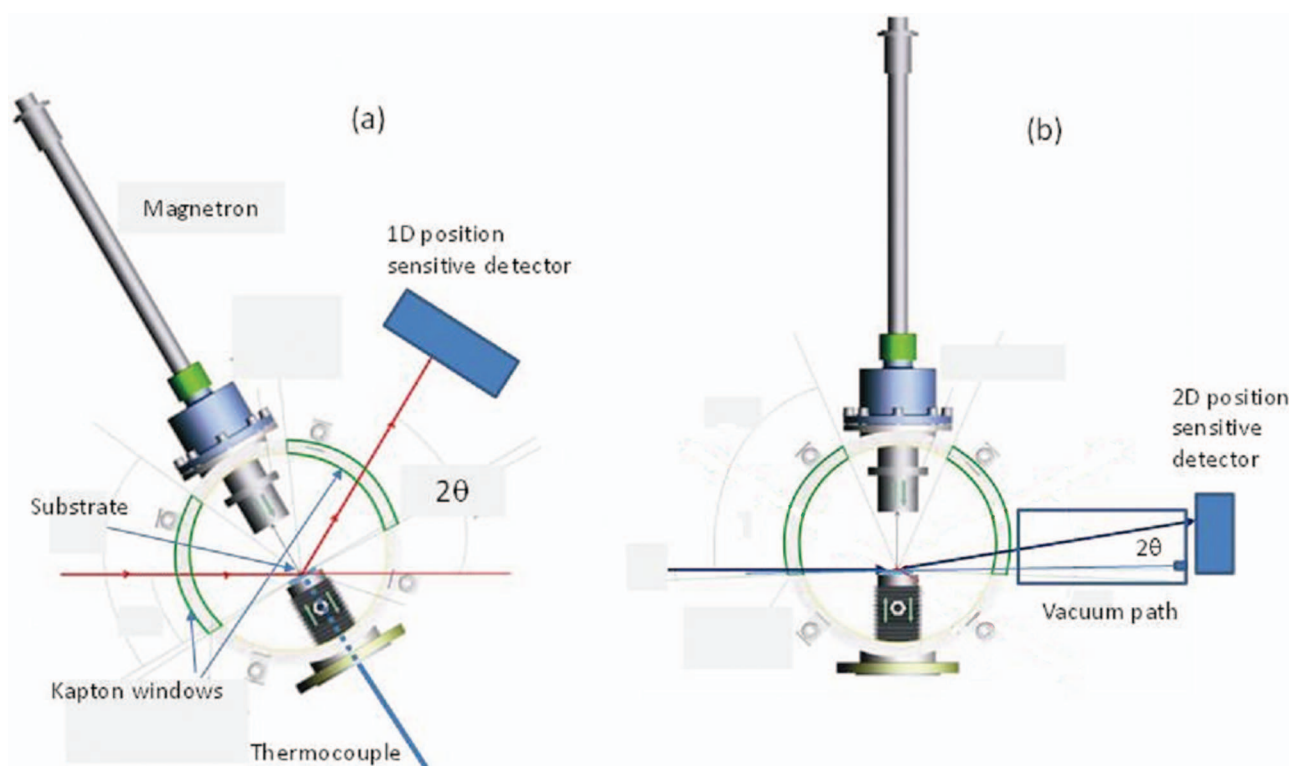 (a)
(b)
Magnetron
1D position
sensitive detector
2D position
sensitive
detector
2θ
Substrate
2θ
Vacuum path
Kapton windows
Thermocouple